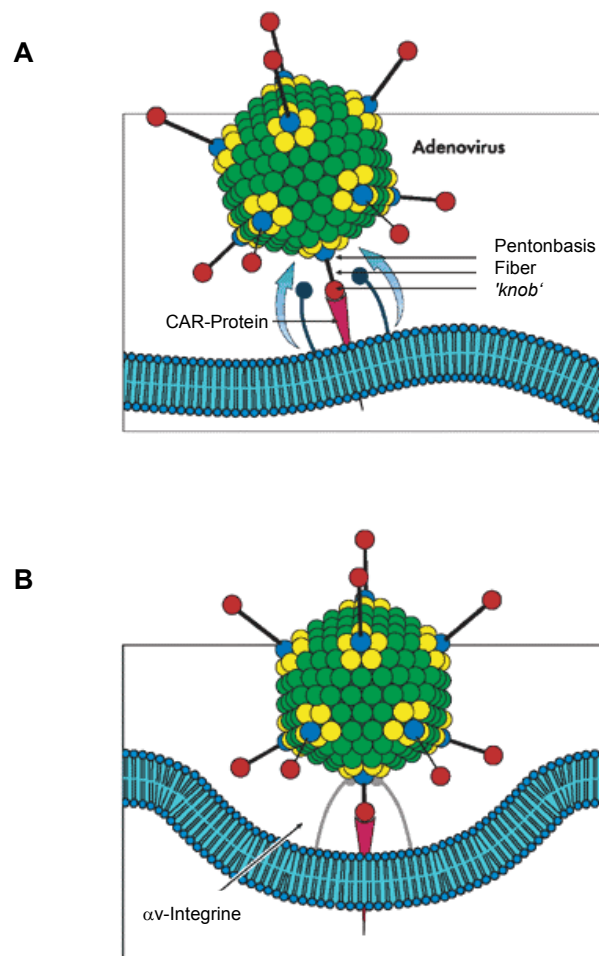 A
Adenovirus
Pentonbasis
Fiber
'knob‘
CAR-Protein
B
αv-Integrine